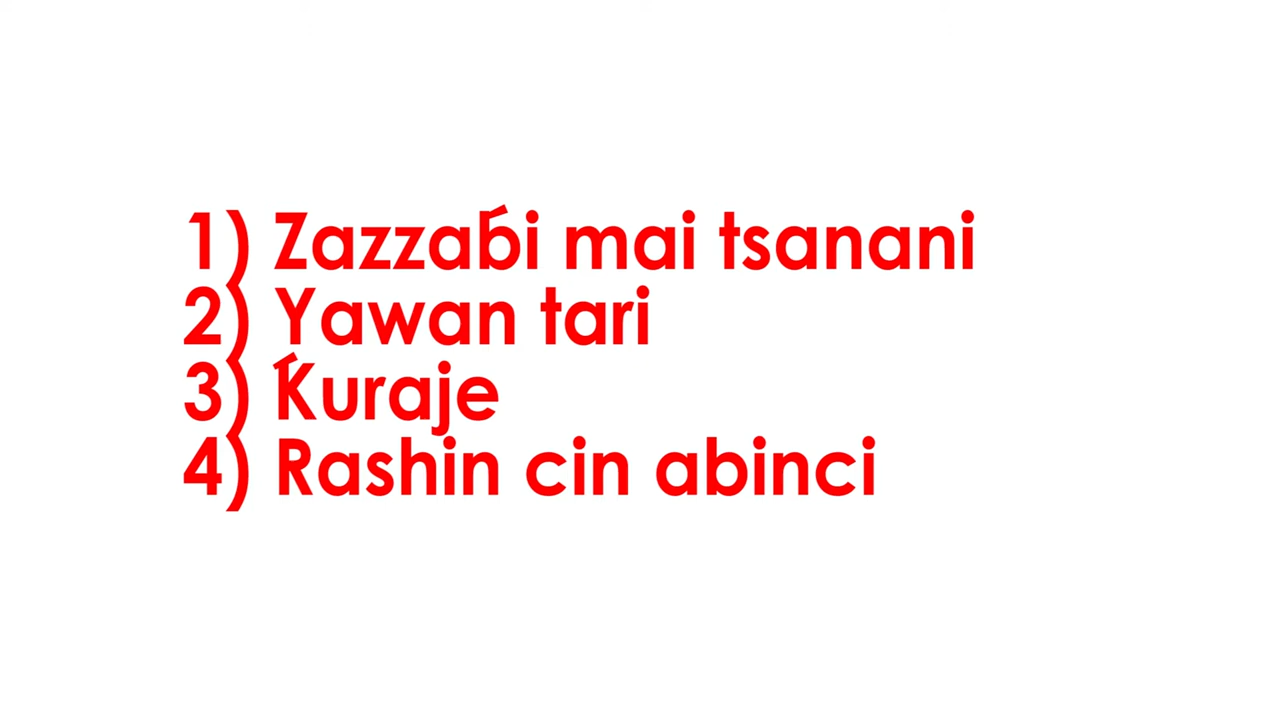 1) Zazzaɓi mai tsanani
2) Yawan tari
3) Ƙuraje
4) Rashin cin abinci